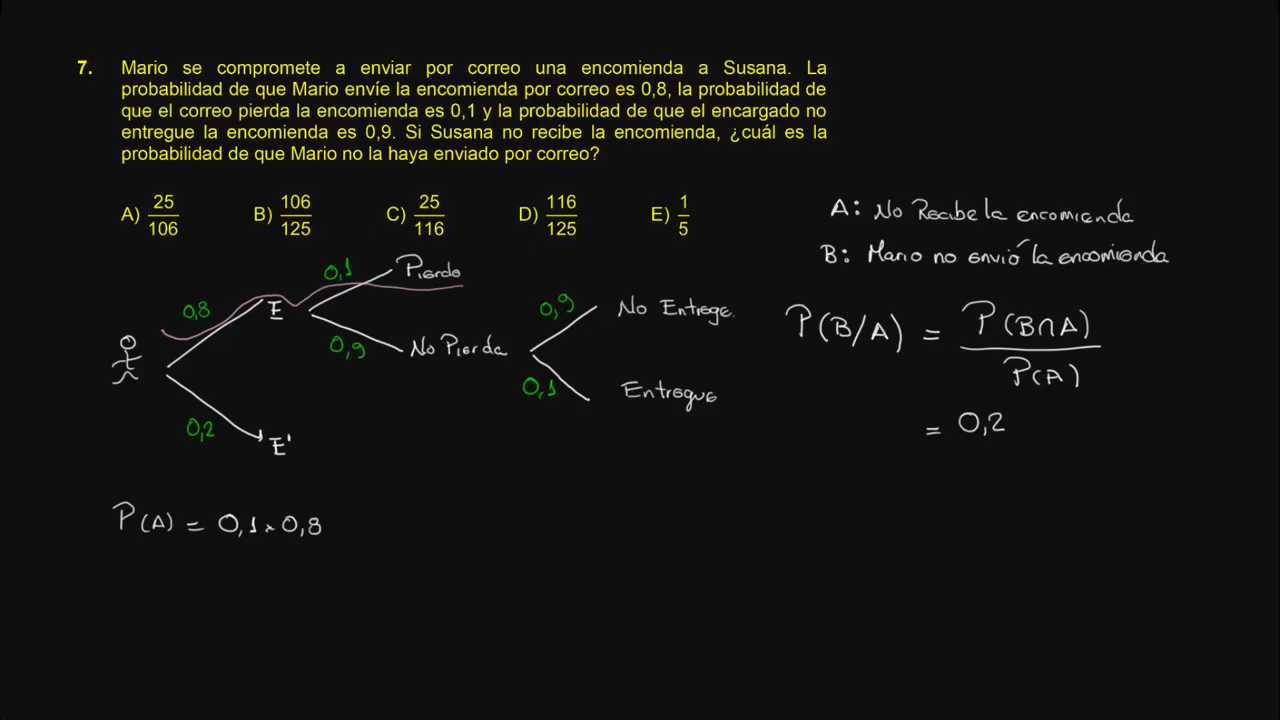 7. Mario se compromete a enviar por correo una encomienda a Susana. La
probabilidad de que Mario envíe la encomienda por correo es 0,8, la probabilidad de
que el correo pierda la encomienda es 0,1 y la probabilidad de que el encargado no
entregue la encomienda es 0,9. Si Susana no recibe la encomienda, ¿cuál es la
probabilidad de que Mario no la haya enviado por correo?
A) 25/106 B) 106/125 C) 25/116 D) 116/125 E) 1/5
A: No Recibe la encomienda
B: Mario no envió la encomienda
0,8 E 0,1 Pierda
0,9 No Pierda
0,9 No Entrege.
0,1 Entregue
0,2 E'
P(B/A) = P(B∩A)/P(A)
= 0,2
P(A) = 0,1 × 0,8